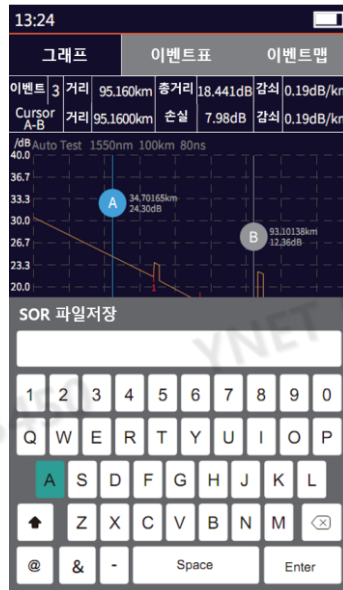 13:24
그래프 이벤트표 이벤트맵
이벤트 3 거리 95.160km 총거리 18.441dB 감쇠 0.19dB/km
Cursor A-B 거리 95.1600km 손실 7.98dB 감쇠 0.19dB/km
/dB Auto Test 1550nm 100km 80ns
40.0
36.7
33.3
30.0
26.7
23.3
20.0
A 34.70165km
24.30dB
B 93.10138km
12.36dB
1
SOR 파일저장
YNET
5450
1 2 3 4 5 6 7 8 9 0
Q W E R T Y U I O P
A S D F G H J K L
Z X C V B N M
@ & - Space Enter